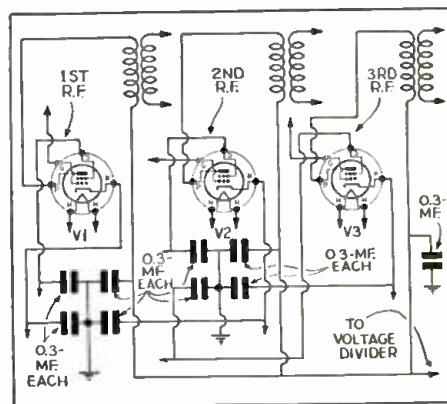 1ST
R.F.
2ND
R.F.
3RD
R.F.
V1
V2
V3
0.3-
MF.
0.3-
MF.
EACH
0.3-MF.
EACH
0.3-
MF.
EACH
TO
VOLTAGE
DIVIDER